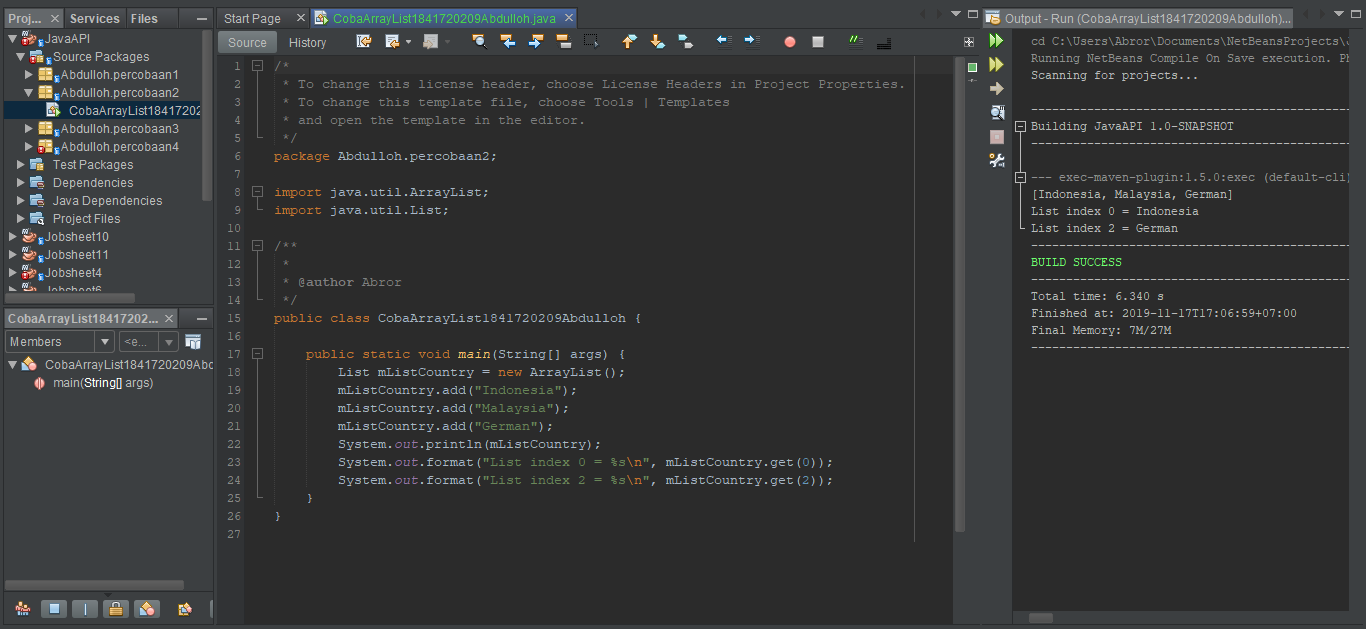 Proj... × Services Files
JavaAPI
Source Packages
Abdulloh.percobaan1
Abdulloh.percobaan2
CobaArrayList18417202
Abdulloh.percobaan3
Abdulloh.percobaan4
Test Packages
Dependencies
Java Dependencies
Project Files
Jobsheet10
Jobsheet11
Jobsheet4
Jobsheet6
CobaArrayList18417202... ×
Members <e...
CobaArrayList1841720209Abd
main(String[] args)
Start Page × CobaArrayList1841720209Abdulloh.java ×
Source History
1 /*
2 * To change this license header, choose License Headers in Project Properties.
3 * To change this template file, choose Tools | Templates
4 * and open the template in the editor.
5 */
6 package Abdulloh.percobaan2;
7
8 import java.util.ArrayList;
9 import java.util.List;
10
11 /**
12 *
13 * @author Abror
14 */
15 public class CobaArrayList1841720209Abdulloh {
16
17 public static void main(String[] args) {
18 List mListCountry = new ArrayList();
19 mListCountry.add("Indonesia");
20 mListCountry.add("Malaysia");
21 mListCountry.add("German");
22 System.out.println(mListCountry);
23 System.out.format("List index 0 = %s\n", mListCountry.get(0));
24 System.out.format("List index 2 = %s\n", mListCountry.get(2));
25 }
26 }
27
Output - Run (CobaArrayList1841720209Abdulloh)...
cd C:\Users\Abror\Documents\NetBeansProjects\
Running NetBeans Compile On Save execution.
Scanning for projects...
------------------------------------------------------------------------
Building JavaAPI 1.0-SNAPSHOT
------------------------------------------------------------------------
--- exec-maven-plugin:1.5.0:exec (default-cli)
[Indonesia, Malaysia, German]
List index 0 = Indonesia
List index 2 = German
------------------------------------------------------------------------
BUILD SUCCESS
------------------------------------------------------------------------
Total time: 6.340 s
Finished at: 2019-11-17T17:06:59+07:00
Final Memory: 7M/27M
------------------------------------------------------------------------